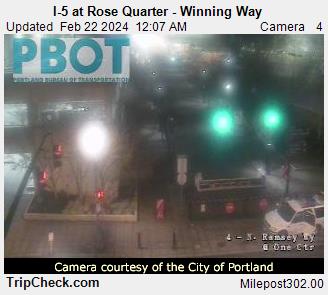 I-5 at Rose Quarter - Winning Way
Updated Feb 22 2024 12:07 AM Camera 4
PBOT
PORTLAND BUREAU OF TRANSPORTATION
4 - N. Ramsey Wy
@ One Ctr
Camera courtesy of the City of Portland
TripCheck.com Milepost302.00